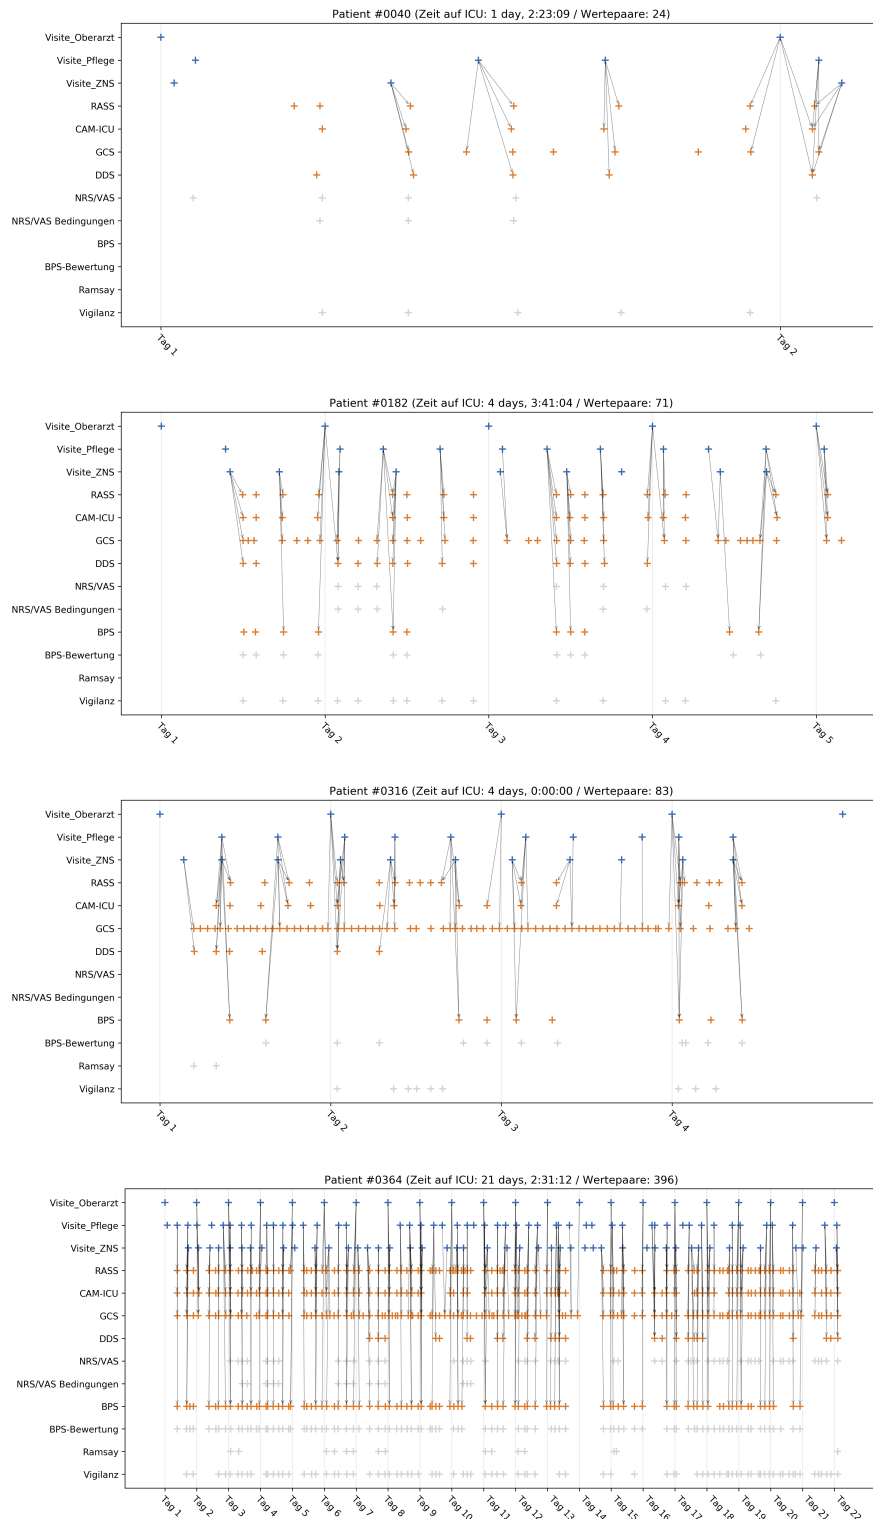 Patient #0040 (Zeit auf ICU: 1 day, 2:23:09 / Wertepaare: 24)
Visite_Oberarzt
Visite_Pflege
Visite_ZNS
RASS
CAM-ICU
GCS
DDS
NRS/VAS
NRS/VAS Bedingungen
BPS
BPS-Bewertung
Ramsay
Vigilanz
Tag 1
Tag 2
Patient #0182 (Zeit auf ICU: 4 days, 3:41:04 / Wertepaare: 71)
Visite_Oberarzt
Visite_Pflege
Visite_ZNS
RASS
CAM-ICU
GCS
DDS
NRS/VAS
NRS/VAS Bedingungen
BPS
BPS-Bewertung
Ramsay
Vigilanz
Tag 1
Tag 2
Tag 3
Tag 4
Tag 5
Patient #0316 (Zeit auf ICU: 4 days, 0:00:00 / Wertepaare: 83)
Visite_Oberarzt
Visite_Pflege
Visite_ZNS
RASS
CAM-ICU
GCS
DDS
NRS/VAS
NRS/VAS Bedingungen
BPS
BPS-Bewertung
Ramsay
Vigilanz
Tag 1
Tag 2
Tag 3
Tag 4
Patient #0364 (Zeit auf ICU: 21 days, 2:31:12 / Wertepaare: 396)
Visite_Oberarzt
Visite_Pflege
Visite_ZNS
RASS
CAM-ICU
GCS
DDS
NRS/VAS
NRS/VAS Bedingungen
BPS
BPS-Bewertung
Ramsay
Vigilanz
Tag 1
Tag 2
Tag 3
Tag 4
Tag 5
Tag 6
Tag 7
Tag 8
Tag 9
Tag 10
Tag 11
Tag 12
Tag 13
Tag 14
Tag 15
Tag 16
Tag 17
Tag 18
Tag 19
Tag 20
Tag 21
Tag 22